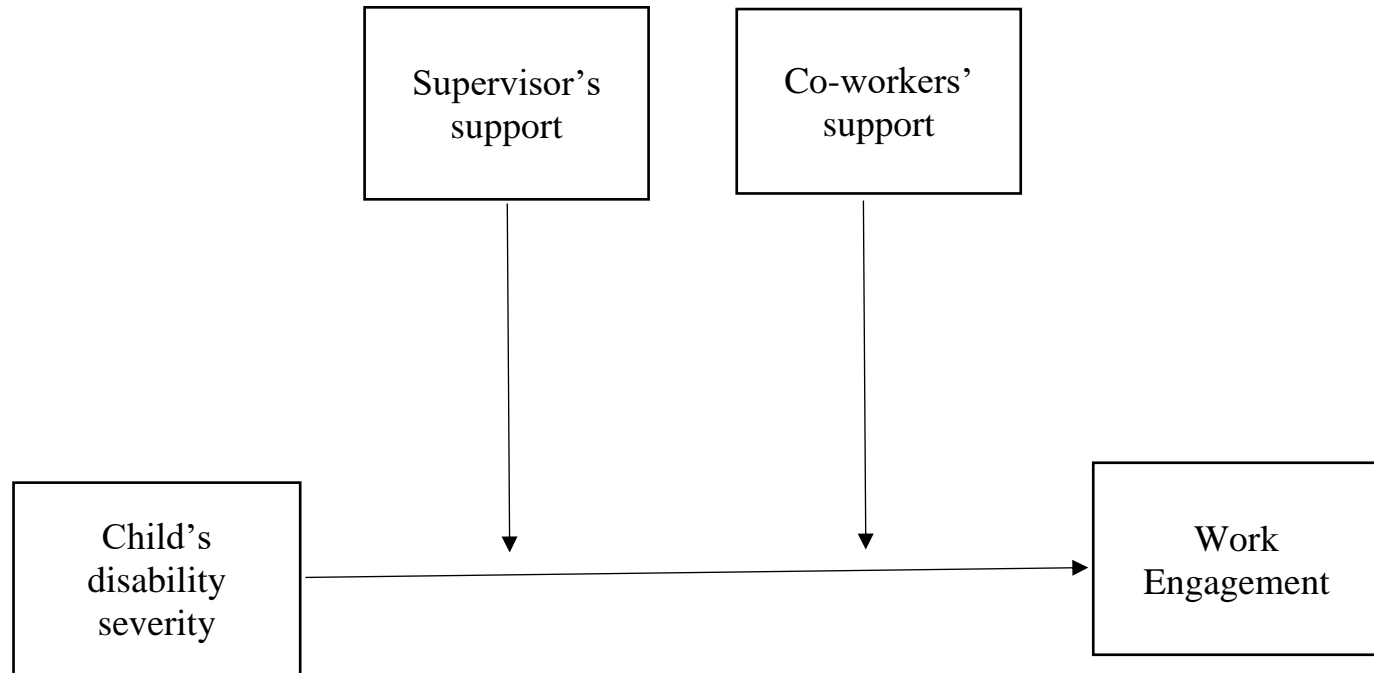 Supervisor’s
support
Co-workers’
support
Child’s
disability
severity
Work
Engagement